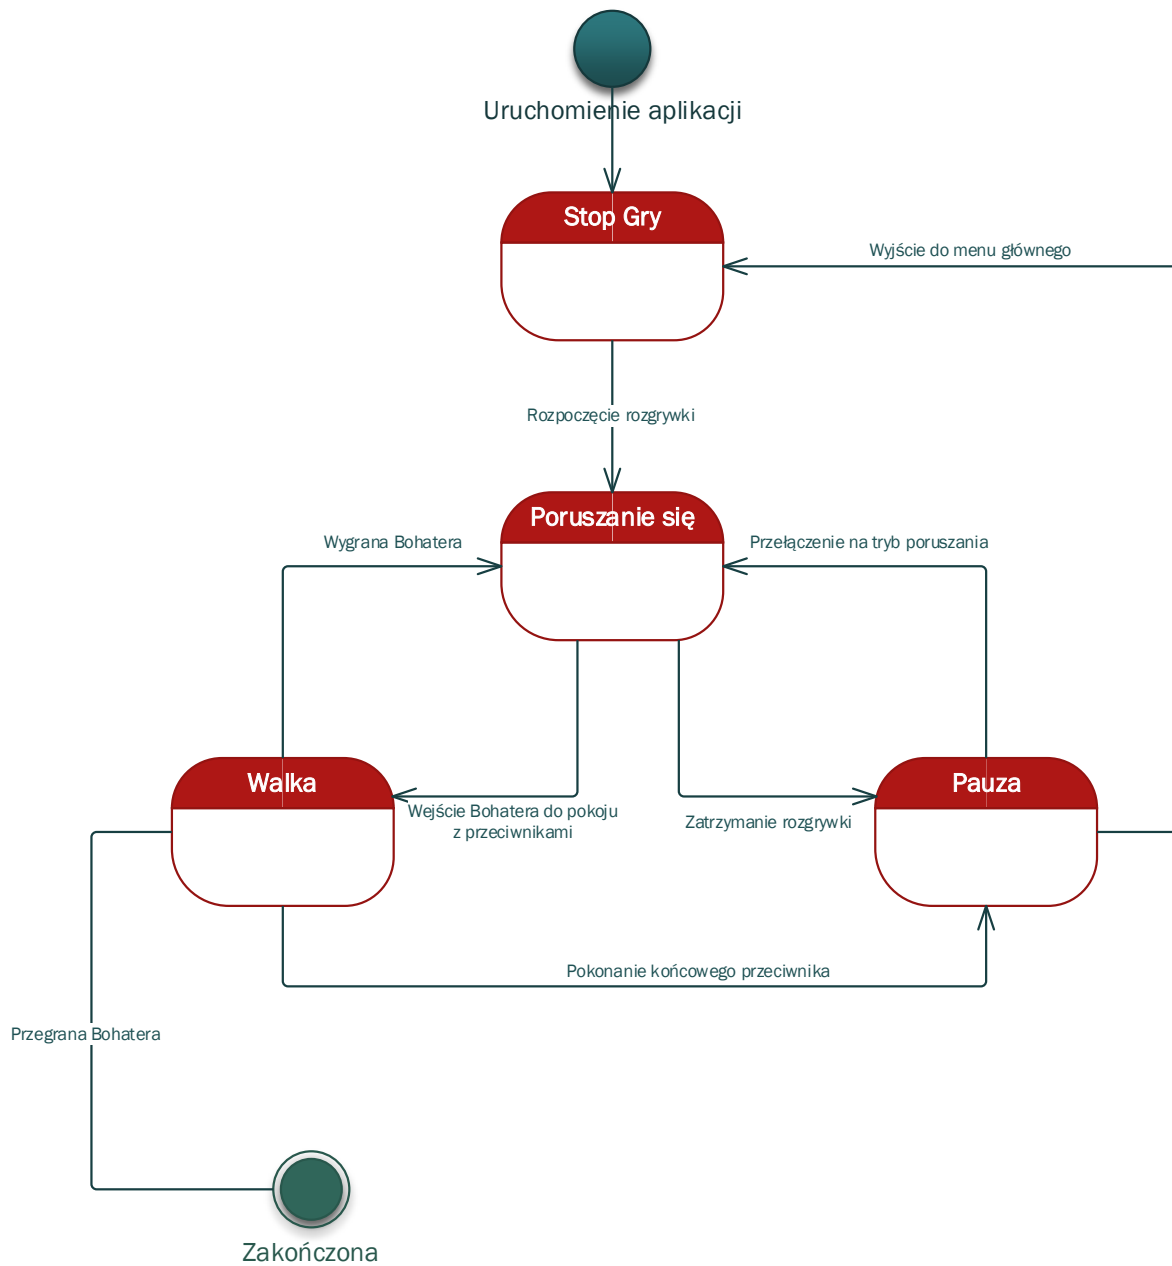 Uruchomienie aplikacji
Stop Gry
Wyjście do menu głównego
Rozpoczęcie rozgrywki
Poruszanie się
Wygrana Bohatera
Przełączenie na tryb poruszania
Walka
Pauza
Wejście Bohatera do pokoju
z przeciwnikami
Zatrzymanie rozgrywki
Pokonanie końcowego przeciwnika
Przegrana Bohatera
Zakończona